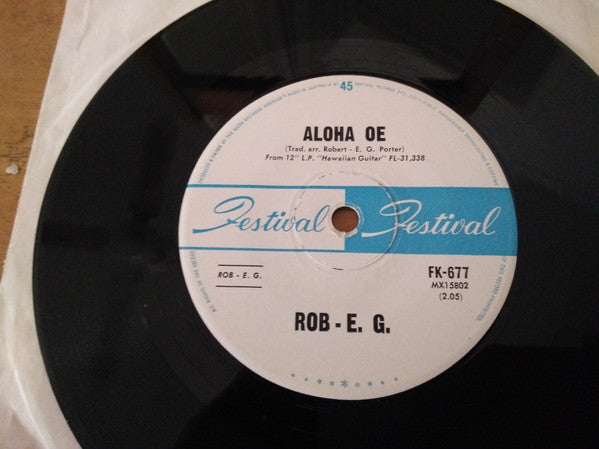 45
ALOHA OE
(Trad. arr. Robert - E. G. Porter)
From 12" L.P. "Hawaiian Guitar" FL-31,338
Festival Festival
ROB - E. G.
FK-677
MX15802
(2.05)
ROB - E. G.